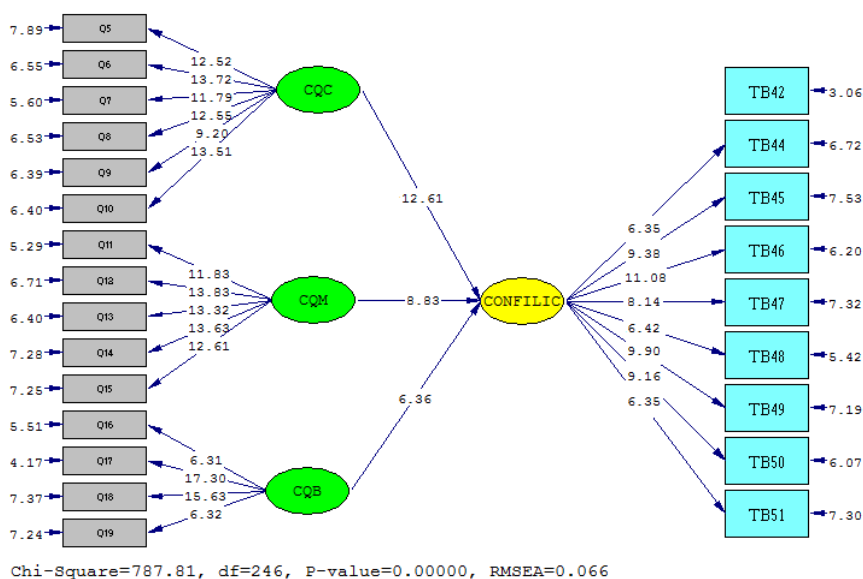 7.89 Q5
6.55 Q6
5.60 Q7
6.53 Q8
6.39 Q9
6.40 Q10
5.29 Q11
6.71 Q12
6.40 Q13
7.28 Q14
7.25 Q15
5.51 Q16
4.17 Q17
7.37 Q18
7.24 Q19
12.52
13.72
11.79
12.55
9.20
13.51
11.83
13.83
13.32
13.63
12.61
6.31
17.30
15.63
6.32
CQC
CQM
CQB
12.61
8.83
6.36
CONFILIC
6.35
9.38
11.08
8.14
6.42
9.90
9.16
6.35
TB42 3.06
TB44 6.72
TB45 7.53
TB46 6.20
TB47 7.32
TB48 5.42
TB49 7.19
TB50 6.07
TB51 7.30
Chi-Square=787.81, df=246, P-value=0.00000, RMSEA=0.066